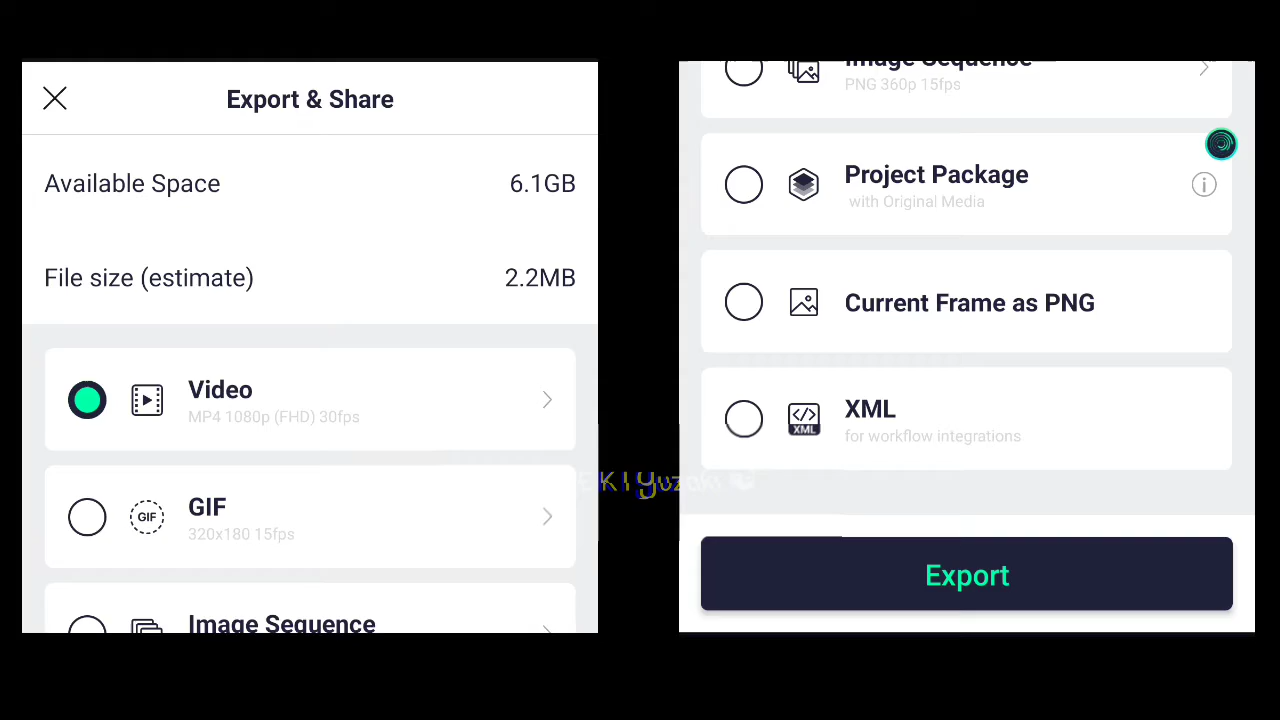 Export & Share
Available Space
6.1GB
File size (estimate)
2.2MB
Video
MP4 1080p (FHD) 30fps
GIF
GIF
320x180 15fps
Image Sequence
Image Sequence
PNG 360p 15fps
Project Package
with Original Media
Current Frame as PNG
XML
XML
for workflow integrations
Export